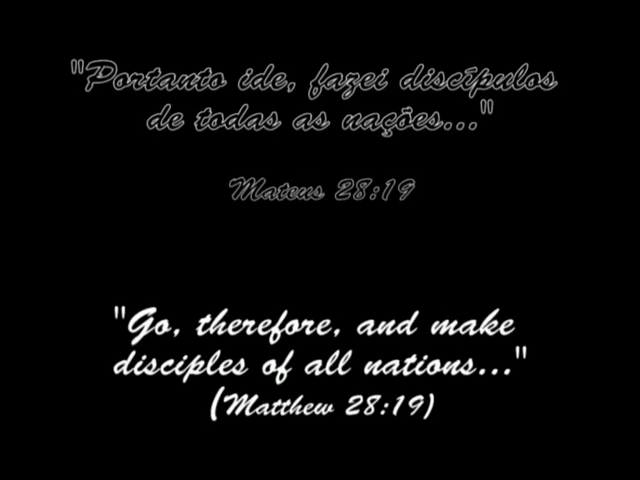 "Portanto ide, fazei discípulos
de todas as nações..."
Mateus 28:19
"Go, therefore, and make
disciples of all nations..."
(Matthew 28:19)